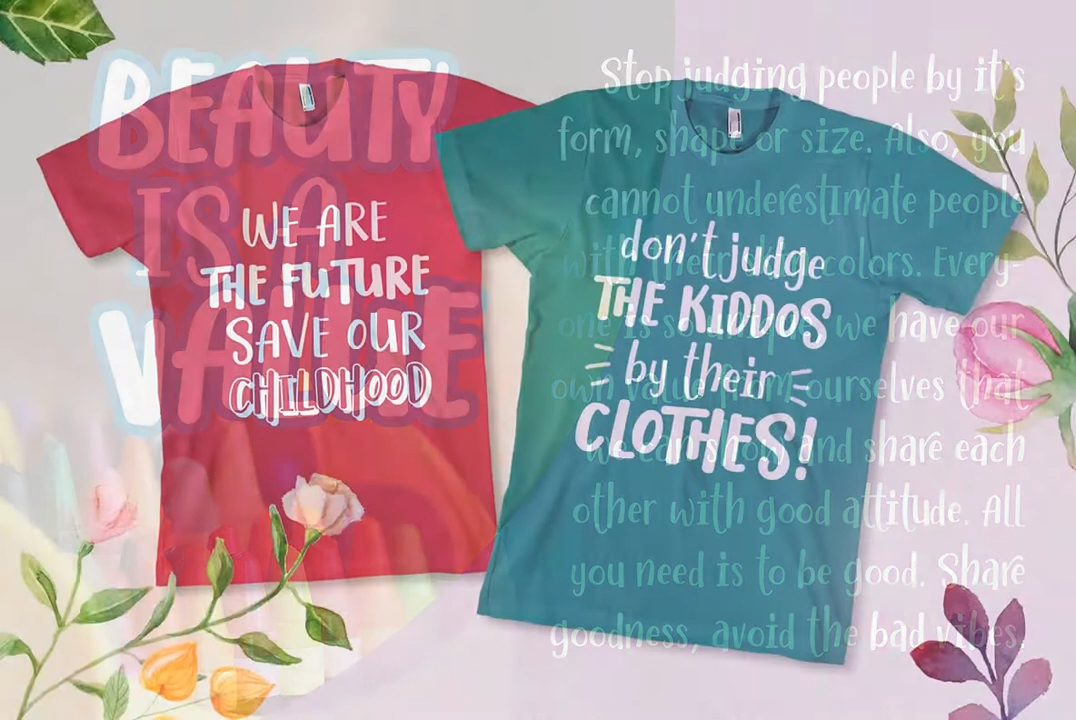 BEAUTY
IS A
VALUE
WE ARE
THE FUTURE
SAVE OUR
CHILDHOOD
don't judge
THE KIDDOS
by their
CLOTHES!
Stop judging people by it's
form, shape or size. Also, you
cannot underestimate people
with their colors. Every-
one is so unique, we have our
own value from ourselves that
we can show and share each
other with good attitude. All
you need is to be good. Share
goodness, avoid the bad vibes.